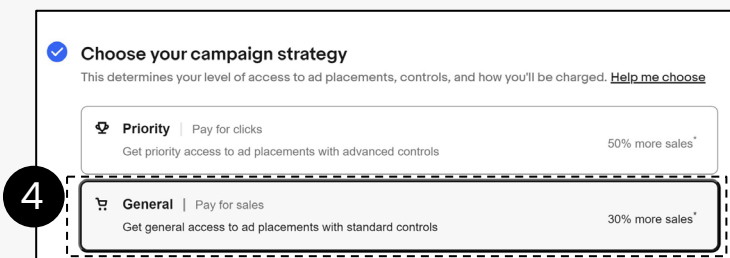 Choose your campaign strategy
This determines your level of access to ad placements, controls, and how you'll be charged. Help me choose
Priority | Pay for clicks
Get priority access to ad placements with advanced controls
50% more sales*
4
General | Pay for sales
Get general access to ad placements with standard controls
30% more sales*